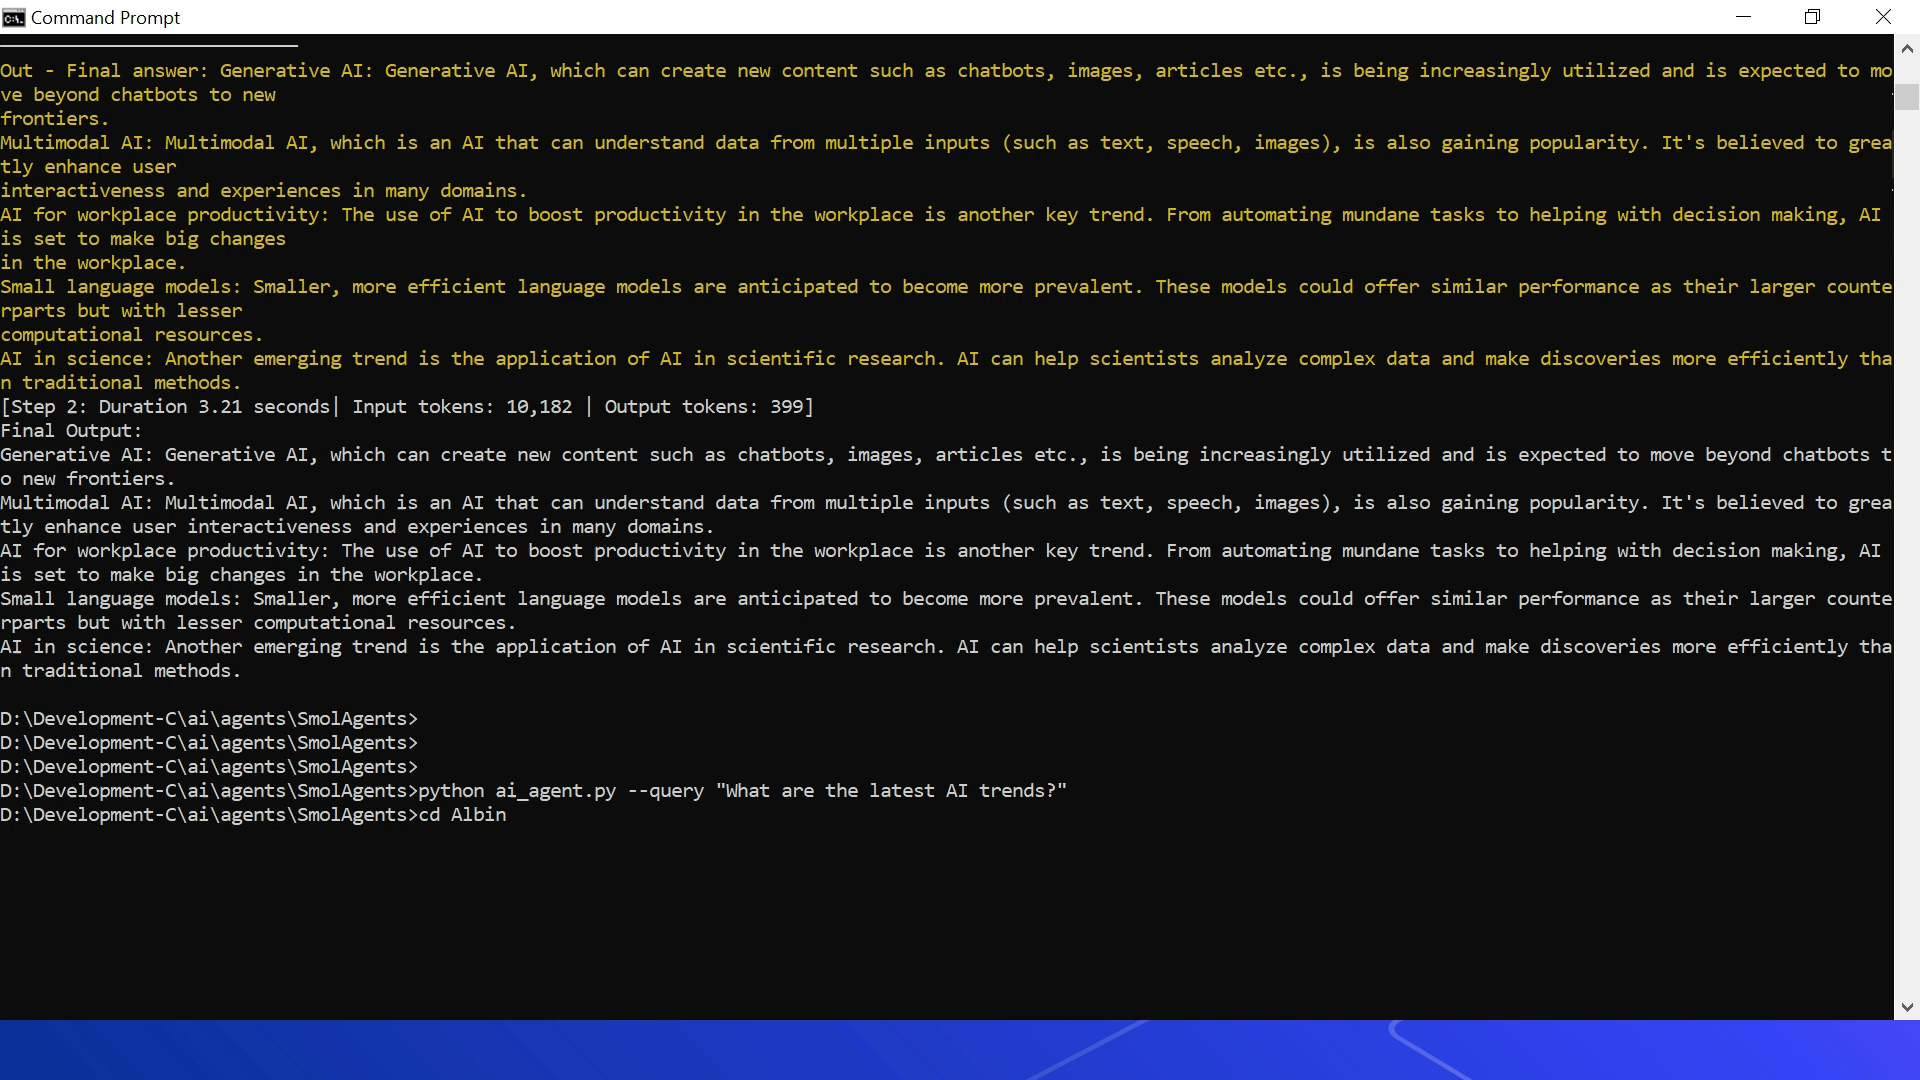 Command Prompt
Out - Final answer: Generative AI: Generative AI, which can create new content such as chatbots, images, articles etc., is being increasingly utilized and is expected to mo
ve beyond chatbots to new
frontiers.
Multimodal AI: Multimodal AI, which is an AI that can understand data from multiple inputs (such as text, speech, images), is also gaining popularity. It's believed to grea
tly enhance user
interactiveness and experiences in many domains.
AI for workplace productivity: The use of AI to boost productivity in the workplace is another key trend. From automating mundane tasks to helping with decision making, AI
is set to make big changes
in the workplace.
Small language models: Smaller, more efficient language models are anticipated to become more prevalent. These models could offer similar performance as their larger counte
rparts but with lesser
computational resources.
AI in science: Another emerging trend is the application of AI in scientific research. AI can help scientists analyze complex data and make discoveries more efficiently tha
n traditional methods.
[Step 2: Duration 3.21 seconds| Input tokens: 10,182 | Output tokens: 399]
Final Output:
Generative AI: Generative AI, which can create new content such as chatbots, images, articles etc., is being increasingly utilized and is expected to move beyond chatbots t
o new frontiers.
Multimodal AI: Multimodal AI, which is an AI that can understand data from multiple inputs (such as text, speech, images), is also gaining popularity. It's believed to grea
tly enhance user interactiveness and experiences in many domains.
AI for workplace productivity: The use of AI to boost productivity in the workplace is another key trend. From automating mundane tasks to helping with decision making, AI
is set to make big changes in the workplace.
Small language models: Smaller, more efficient language models are anticipated to become more prevalent. These models could offer similar performance as their larger counte
rparts but with lesser computational resources.
AI in science: Another emerging trend is the application of AI in scientific research. AI can help scientists analyze complex data and make discoveries more efficiently tha
n traditional methods.
D:\Development-C\ai\agents\SmolAgents>
D:\Development-C\ai\agents\SmolAgents>
D:\Development-C\ai\agents\SmolAgents>
D:\Development-C\ai\agents\SmolAgents>python ai_agent.py --query "What are the latest AI trends?"
D:\Development-C\ai\agents\SmolAgents>cd Albin